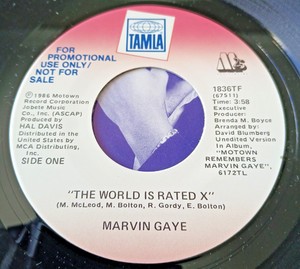 TAMLA
FOR
PROMOTIONAL
USE ONLY/
NOT FOR
SALE
℗ 1986 Motown
Record Corporation
Jobete Music
Co., Inc. (ASCAP)
Produced by
HAL DAVIS
Distributed in the
United States by
MCA Distributing,
Inc.
SIDE ONE
1836TF
(67511)
Time: 3:58
Executive
Producer:
Brenda M. Boyce
Arranged by:
David Blumberg
Unedited Version
In Album,
"MOTOWN
REMEMBERS
MARVIN GAYE",
6172TL
"THE WORLD IS RATED X"
(M. McLeod, M. Bolton, R. Gordy, E. Bolton)
MARVIN GAYE